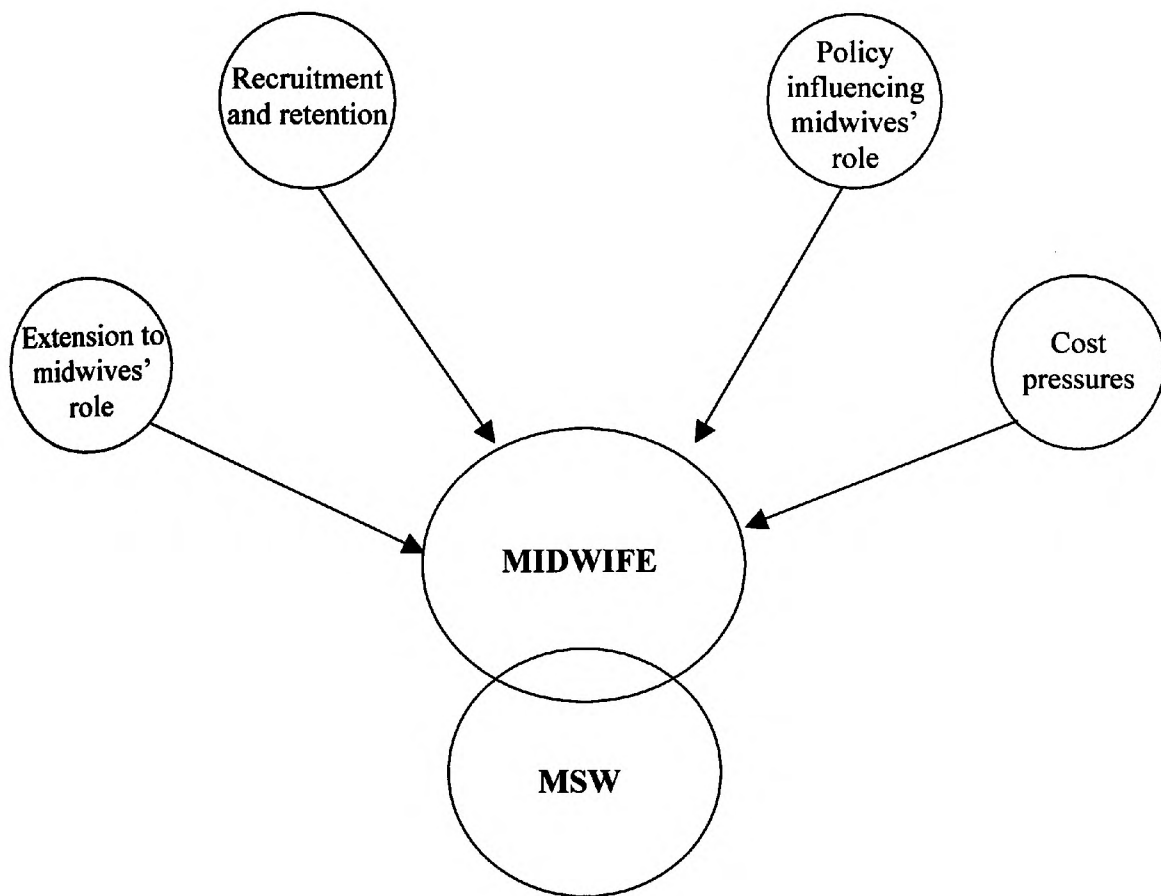 Recruitment
and retention
Policy
influencing
midwives’
role
Extension to
midwives’
role
Cost
pressures
MIDWIFE
MSW